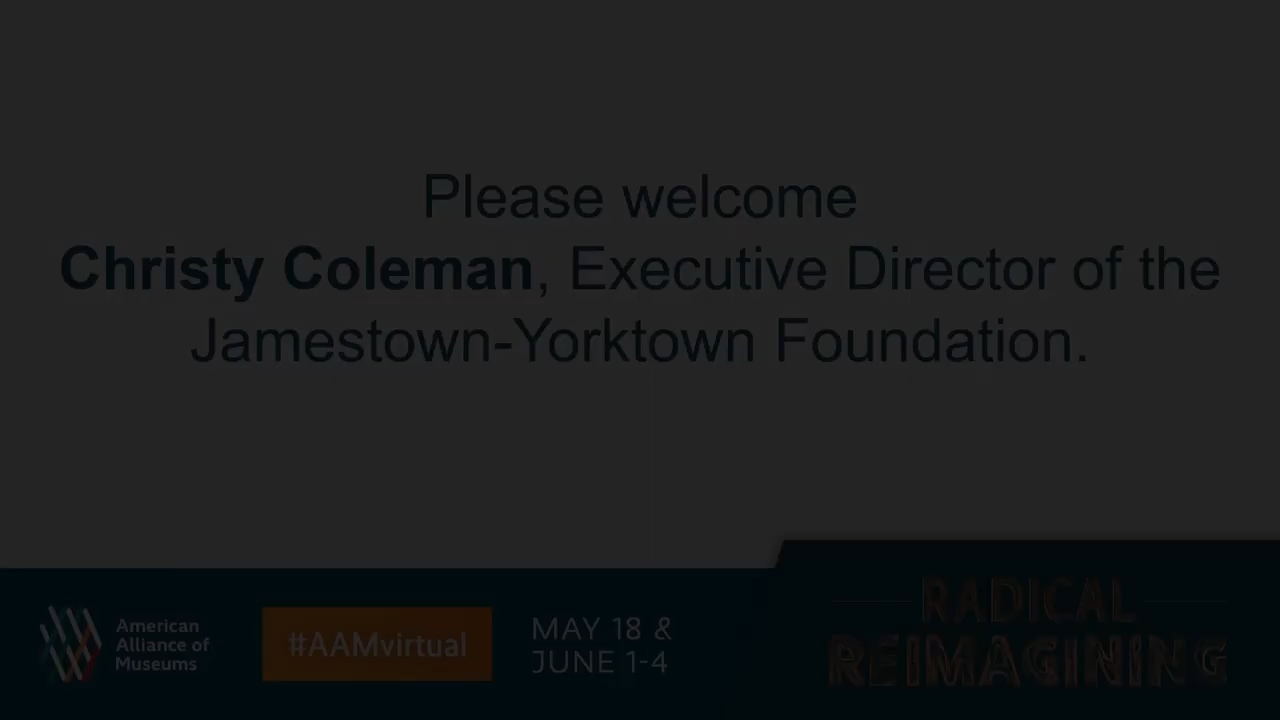 Please welcome
Christy Coleman, Executive Director of the
Jamestown-Yorktown Foundation.
American
Alliance of
Museums
#AAMvirtual
MAY 18 &
JUNE 1-4
RADICAL
REIMAGINING